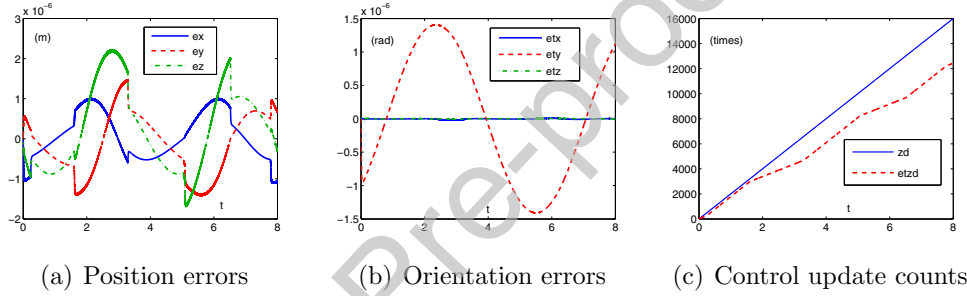 x 10⁻⁶
3
2
1
0
−1
−2
0 2 4 6 8
(m)
ex
ey
ez
t
(a) Position errors
x 10⁻⁶
1.5
1
0.5
0
−0.5
−1
−1.5
0 2 4 6 8
(rad)
etx
ety
etz
t
(b) Orientation errors
16000
14000
12000
10000
8000
6000
4000
2000
0
0 2 4 6 8
(times)
zd
etzd
t
(c) Control update counts
Pre-proo